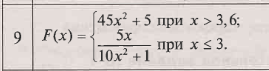 9 F(x) = { 45x² + 5 при x > 3,6;
5x / (10x² + 1) при x ≤ 3.